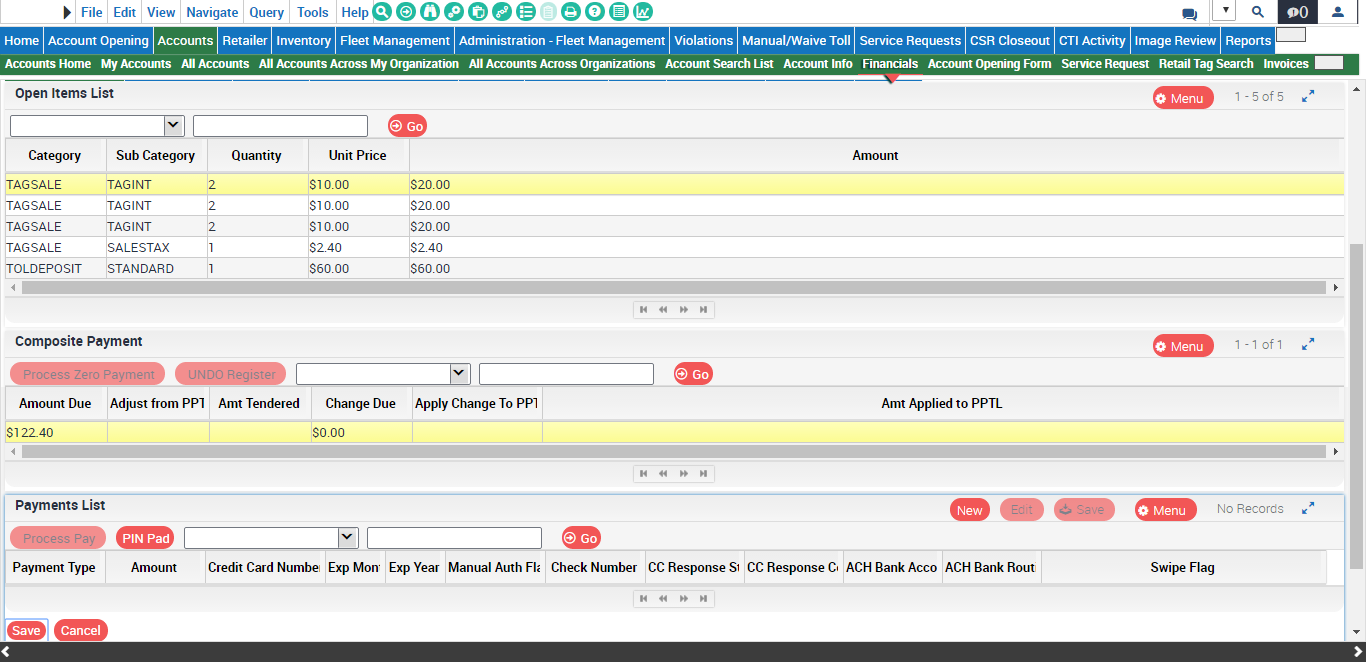 File Edit View Navigate Query Tools Help 0
Home Account Opening Accounts Retailer Inventory Fleet Management Administration - Fleet Management Violations Manual/Waive Toll Service Requests CSR Closeout CTI Activity Image Review Reports
Accounts Home My Accounts All Accounts All Accounts Across My Organization All Accounts Across Organizations Account Search List Account Info Financials Account Opening Form Service Request Retail Tag Search Invoices
Open Items List Menu 1 - 5 of 5
Go
Category Sub Category Quantity Unit Price Amount
TAGSALE TAGINT 2 $10.00 $20.00
TAGSALE TAGINT 2 $10.00 $20.00
TAGSALE TAGINT 2 $10.00 $20.00
TAGSALE SALESTAX 1 $2.40 $2.40
TOLDEPOSIT STANDARD 1 $60.00 $60.00
Composite Payment Menu 1 - 1 of 1
Process Zero Payment UNDO Register Go
Amount Due Adjust from PPT Amt Tendered Change Due Apply Change To PPT Amt Applied to PPTL
$122.40 $0.00
Payments List New Edit Save Menu No Records
Process Pay PIN Pad Go
Payment Type Amount Credit Card Number Exp Mon Exp Year Manual Auth Fla Check Number CC Response St CC Response C ACH Bank Acco ACH Bank Rout Swipe Flag
Save Cancel